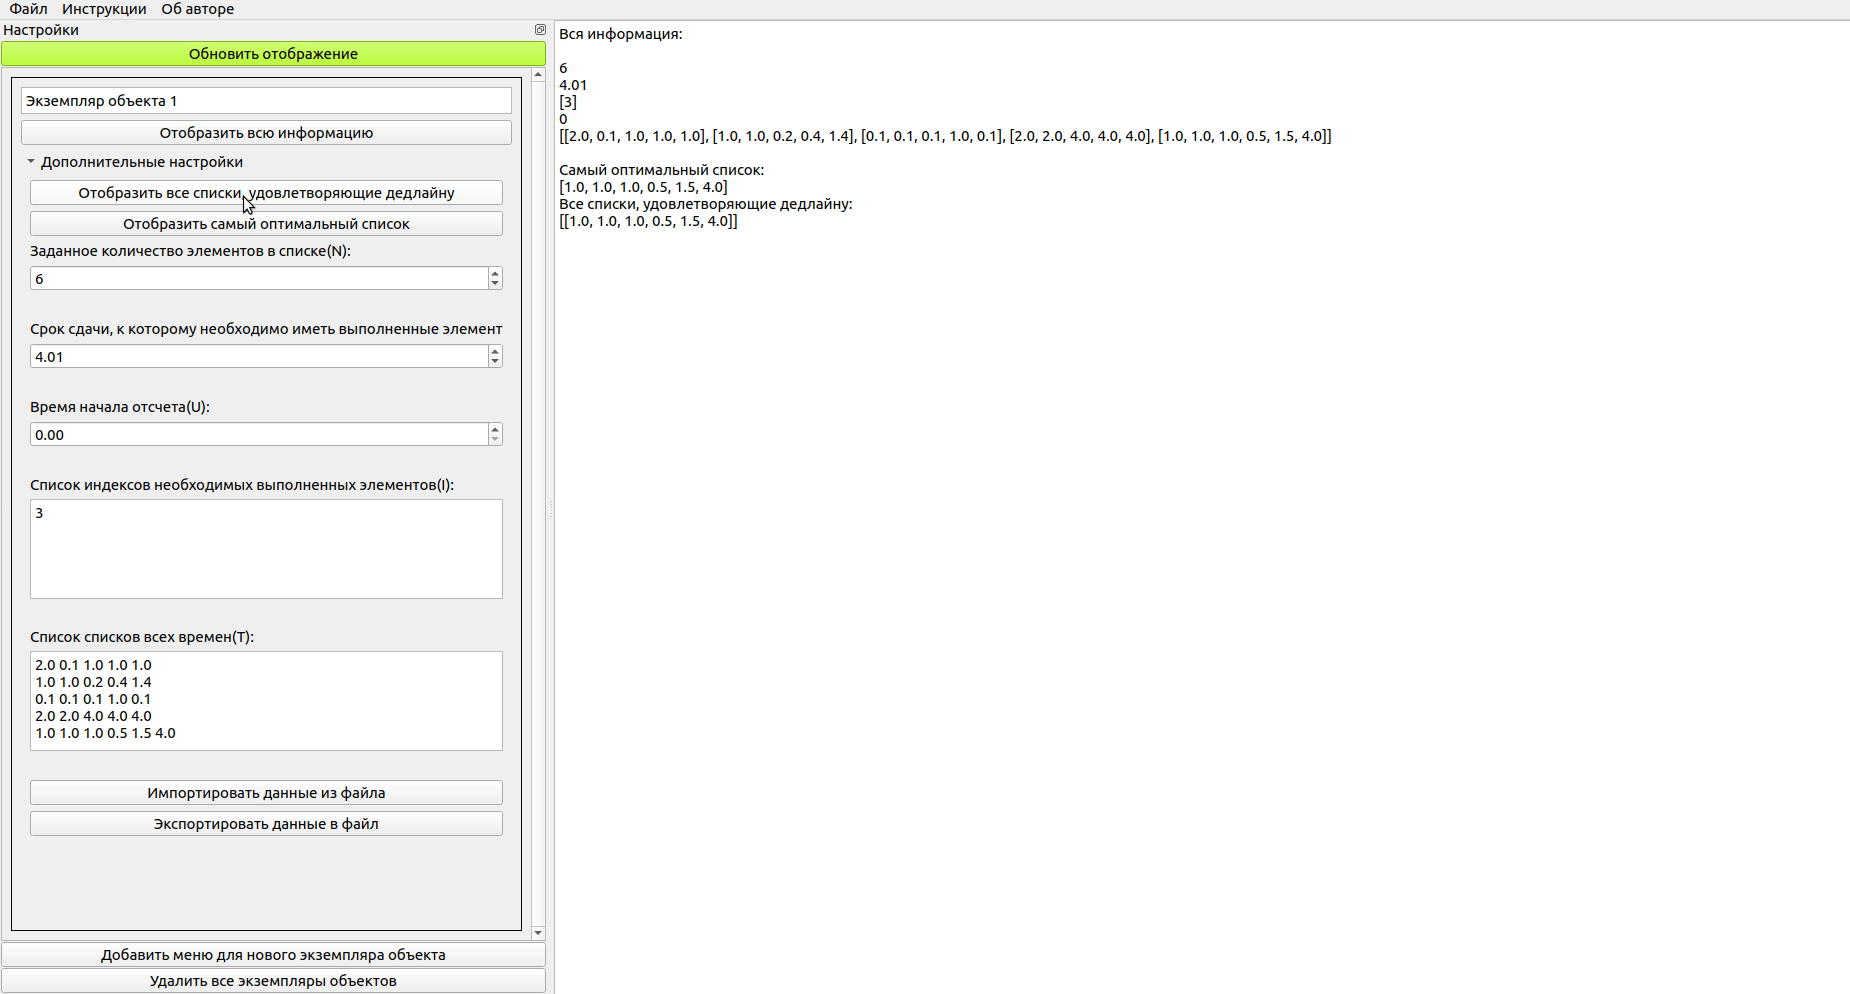 Файл Инструкции Об авторе
Настройки
Обновить отображение
Экземпляр объекта 1
Отобразить всю информацию
Дополнительные настройки
Отобразить все списки, удовлетворяющие дедлайну
Отобразить самый оптимальный список
Заданное количество элементов в списке(N):
6
Срок сдачи, к которому необходимо иметь выполненные элемент
4.01
Время начала отсчета(U):
0.00
Список индексов необходимых выполненных элементов(I):
3
Список списков всех времен(T):
2.0 0.1 1.0 1.0 1.0
1.0 1.0 0.2 0.4 1.4
0.1 0.1 0.1 1.0 0.1
2.0 2.0 4.0 4.0 4.0
1.0 1.0 1.0 0.5 1.5 4.0
Импортировать данные из файла
Экспортировать данные в файл
Добавить меню для нового экземпляра объекта
Удалить все экземпляры объектов
Вся информация:
6
4.01
[3]
0
[[2.0, 0.1, 1.0, 1.0, 1.0], [1.0, 1.0, 0.2, 0.4, 1.4], [0.1, 0.1, 0.1, 1.0, 0.1], [2.0, 2.0, 4.0, 4.0, 4.0], [1.0, 1.0, 1.0, 0.5, 1.5, 4.0]]
Самый оптимальный список:
[1.0, 1.0, 1.0, 0.5, 1.5, 4.0]
Все списки, удовлетворяющие дедлайну:
[[1.0, 1.0, 1.0, 0.5, 1.5, 4.0]]